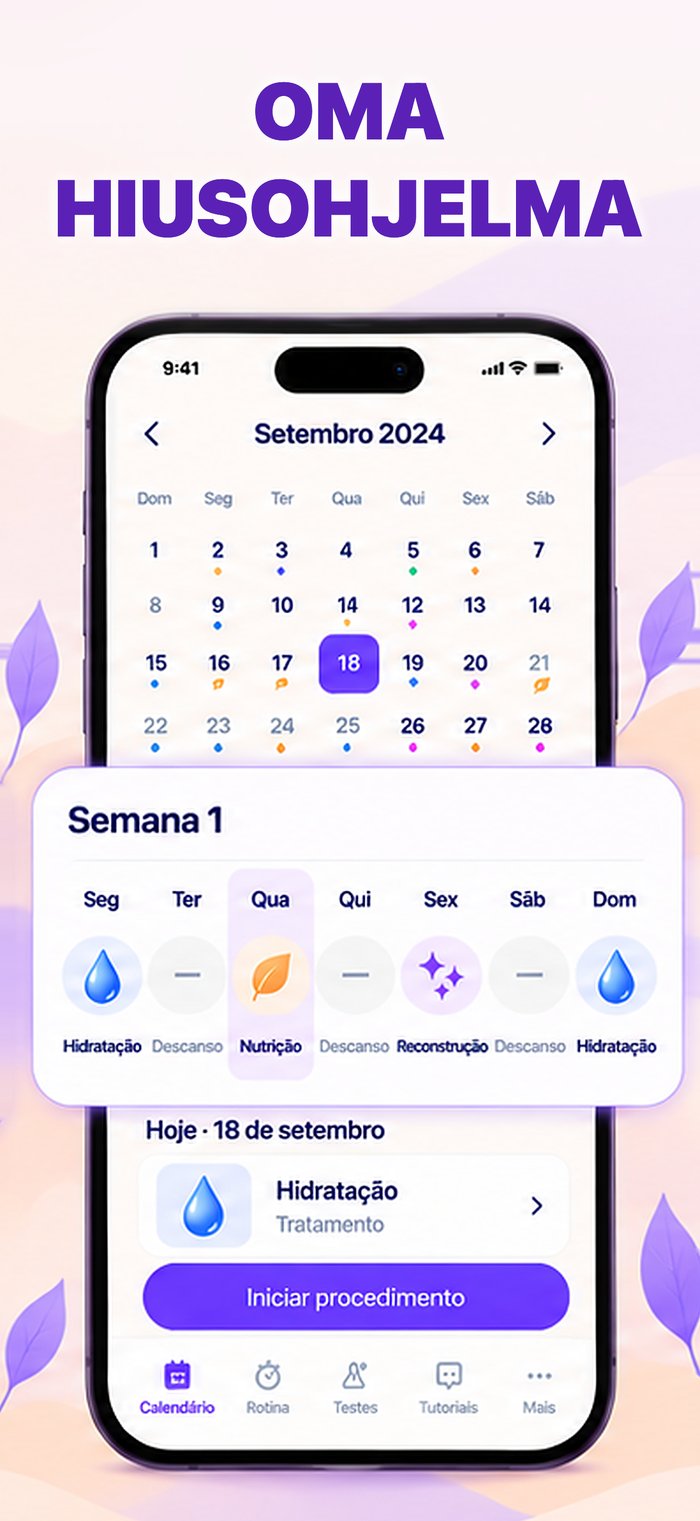 OMA
HIUSOHJELMA
9:41
Setembro 2024
Dom Seg Ter Qua Qui Sex Sáb
1 2 3 4 5 6 7
8 9 10 14 12 13 14
15 16 17 18 19 20 21
22 23 24 25 26 27 28
Semana 1
Seg Ter Qua Qui Sex Sāb Dom
Hidratação Descanso Nutrição Descanso Reconstrução Descanso Hidratação
Hoje · 18 de setembro
Hidratação
Tratamento
Iniciar procedimento
Calendário Rotina Testes Tutoriais Mais